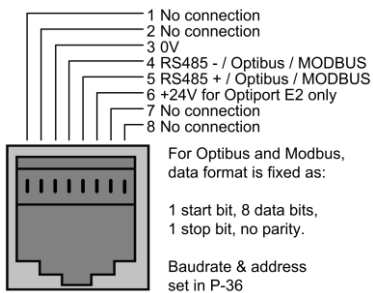 1 No connection
2 No connection
3 0V
4 RS485 - / Optibus / MODBUS
5 RS485 + / Optibus / MODBUS
6 +24V for Optiport E2 only
7 No connection
8 No connection
For Optibus and Modbus,
data format is fixed as:
1 start bit, 8 data bits,
1 stop bit, no parity.
Baudrate & address
set in P-36